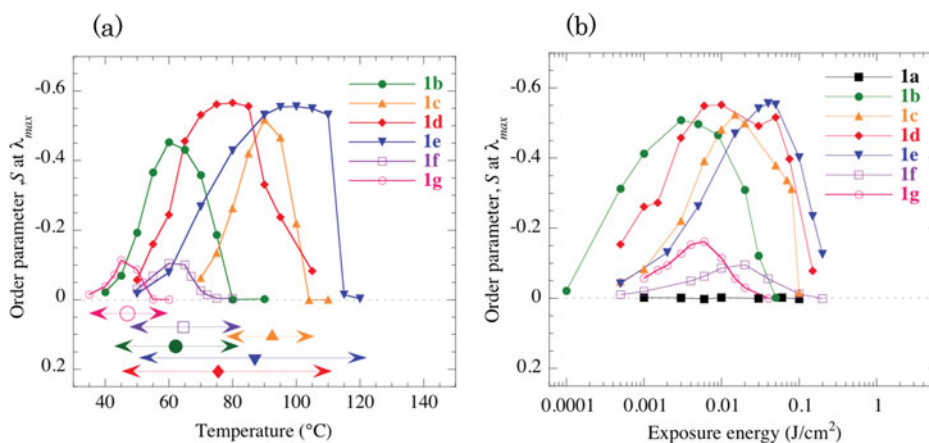 (a)
-0.6
-0.4
-0.2
0
0.2
Order parameter ,S at λmax
1b
1c
1d
1e
1f
1g
40 60 80 100 120 140
Temperature (°C)
(b)
-0.6
-0.4
-0.2
0
0.2
Order parameter, S at λmax
1a
1b
1c
1d
1e
1f
1g
0.0001 0.001 0.01 0.1 1
Exposure energy (J/cm²)